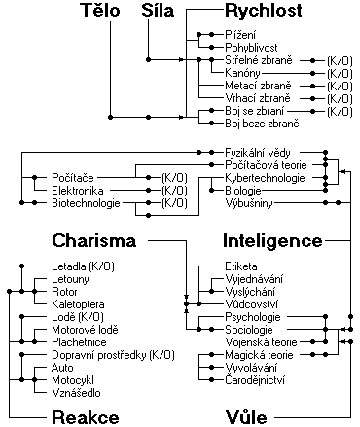 Tělo Síla Rychlost
Plížení
Pohyblivost
Střelné zbraně (K/O)
Kanóny (K/O)
Metací zbraně (K/O)
Vrhací zbraně (K/O)
Boj se zbraní (K/O)
Boj beze zbraně
Fyzikální vědy
Počítačová teorie
Počítače (K/O) Kybertechnologie
Elektronika (K/O) Biologie
Biotechnologie (K/O) Výbušniny
Charisma Inteligence
Letadla (K/O) Etiketa
Letouny Vyjednávání
Rotor Vyslýchání
Kaletoplera Vůdcovství
Lodě (K/O) Psychologie
Motorové lodě Sociologie
Plachetnice Vojenská teorie
Dopravní prostředky (K/O) Magická teorie
Auto Vyvolávání
Motocykl Čarodějnictví
Vznášedlo
Reakce Vůle